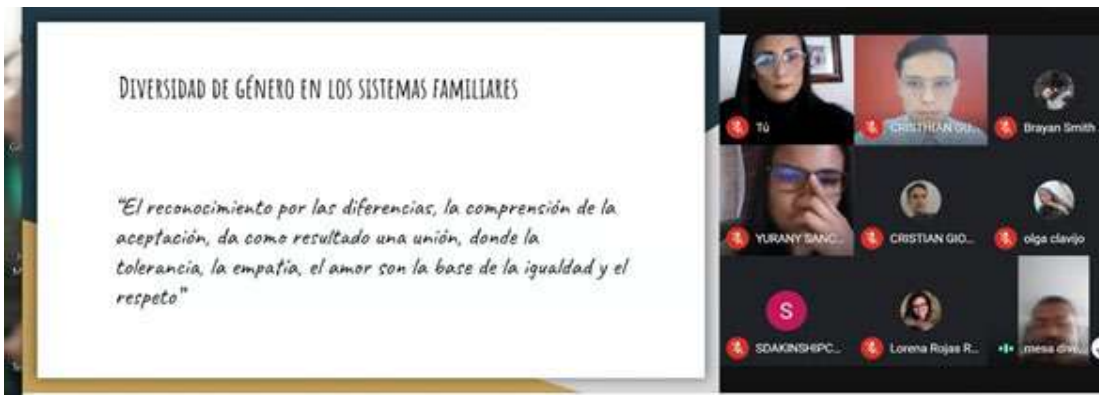 DIVERSIDAD DE GÉNERO EN LOS SISTEMAS FAMILIARES
"El reconocimiento por las diferencias, la comprensión de la
aceptación, da como resultado una unión, donde la
tolerancia, la empatia, el amor son la base de la igualdad y el
respeto"
Tú
CRISTHIAN GU...
Brayan Smith
YURANY SANC...
CRISTIAN GIO...
olga clavijo
S
SDAKINSHIPC...
Lorena Rojas R...
mesa dive...